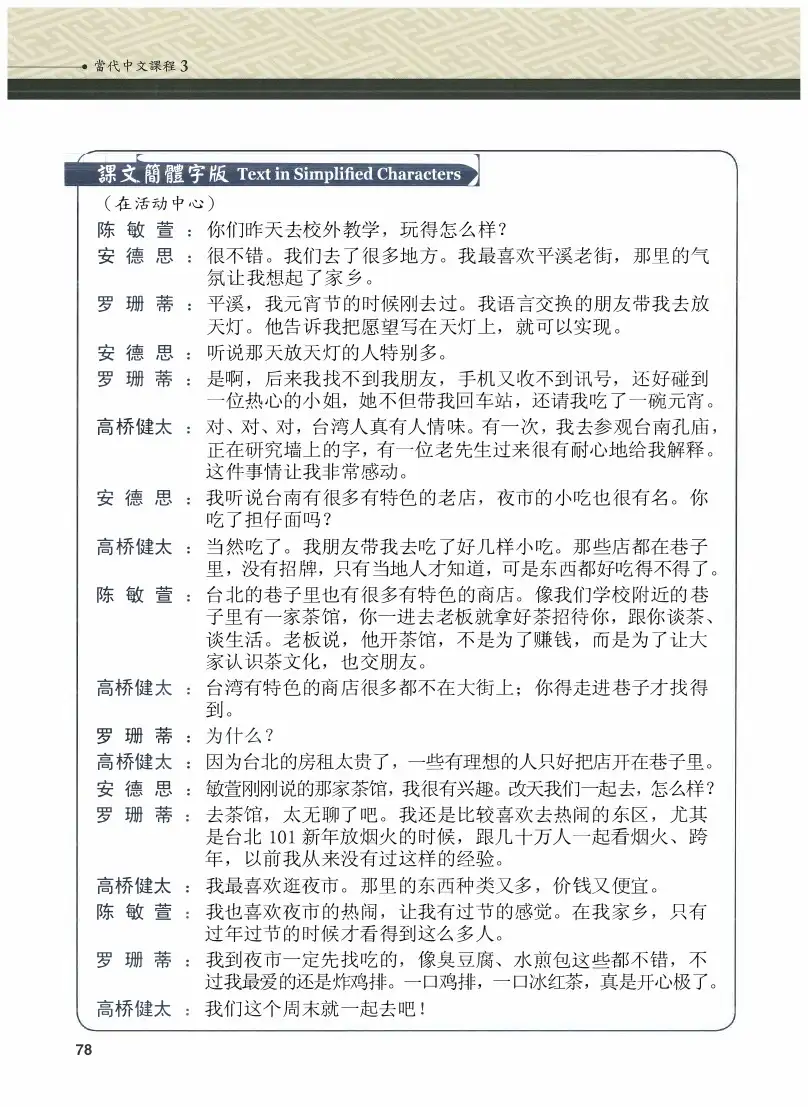 當代中文課程 3
課文簡體字版 Text in Simplified Characters
（在活动中心）
陈敏萱：你们昨天去校外教学，玩得怎么样？
安德思：很不错。我们去了很多地方。我最喜欢平溪老街，那里的气
氛让我想起了家乡。
罗珊蒂：平溪，我元宵节的时候刚去过。我语言交换的朋友带我去放
天灯。他告诉我把愿望写在天灯上，就可以实现。
安德思：听说那天放天灯的人特别多。
罗珊蒂：是啊，后来我找不到我朋友，手机又收不到讯号，还好碰到
一位热心的小姐，她不但带我回车站，还请我吃了一碗元宵。
高桥健太：对、对、对，台湾人真有人情味。有一次，我去参观台南孔庙，
正在研究墙上的字，有一位老先生过来很有耐心地给我解释。
这件事情让我非常感动。
安德思：我听说台南有很多有特色的老店，夜市的小吃也很有名。你
吃了担仔面吗？
高桥健太：当然吃了。我朋友带我去吃了好几样小吃。那些店都在巷子
里，没有招牌，只有当地人才知道，可是东西都好吃得不得了。
陈敏萱：台北的巷子里也有很多有特色的商店。像我们学校附近的巷
子里有一家茶馆，你一进去老板就拿好茶招待你，跟你谈茶、
谈生活。老板说，他开茶馆，不是为了赚钱，而是为了让大
家认识茶文化，也交朋友。
高桥健太：台湾有特色的商店很多都不在大街上；你得走进巷子才找得
到。
罗珊蒂：为什么？
高桥健太：因为台北的房租太贵了，一些有理想的人只好把店开在巷子里。
安德思：敏萱刚刚说的那家茶馆，我很有兴趣。改天我们一起去，怎么样？
罗珊蒂：去茶馆，太无聊了吧。我还是比较喜欢去热闹的东区，尤其
是台北 101 新年放烟火的时候，跟几十万人一起看烟火、跨
年，以前我从来没有过这样的经验。
高桥健太：我最喜欢逛夜市。那里的东西种类又多，价钱又便宜。
陈敏萱：我也喜欢夜市的热闹，让我有过节的感觉。在我家乡，只有
过年过节的时候才看得到这么多人。
罗珊蒂：我到夜市一定先找吃的，像臭豆腐、水煎包这些都不错，不
过我最爱的还是炸鸡排。一口鸡排，一口冰红茶，真是开心极了。
高桥健太：我们这个周末就一起去吧！
78